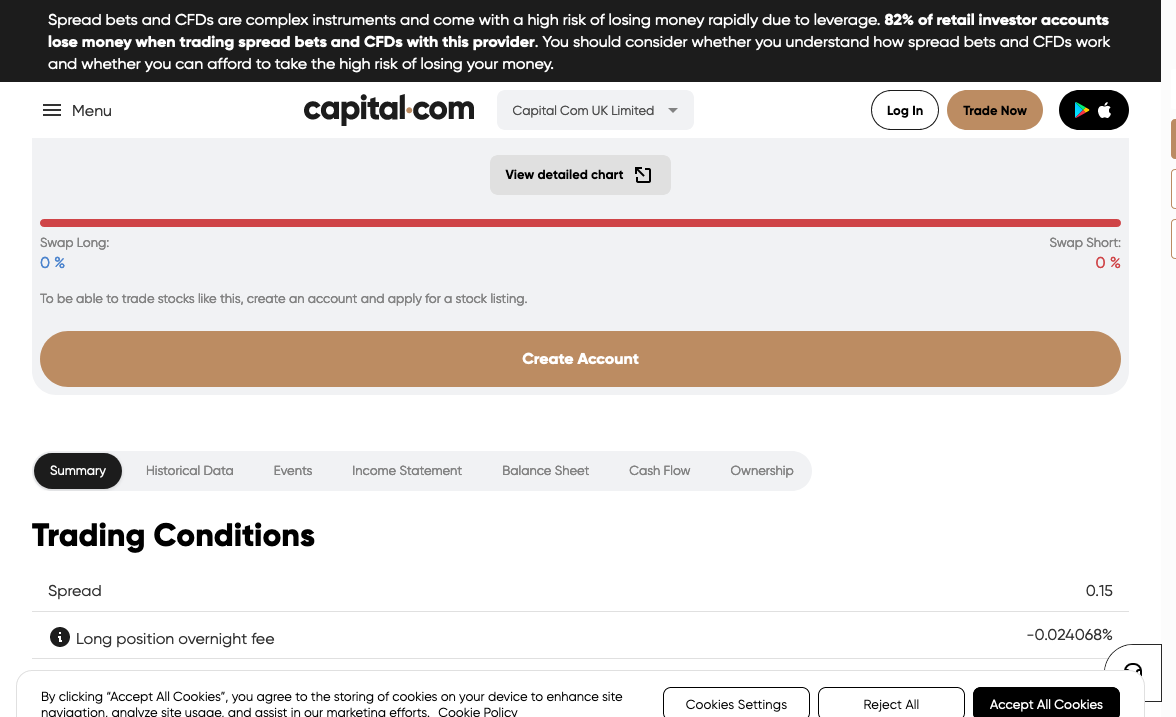 Spread bets and CFDs are complex instruments and come with a high risk of losing money rapidly due to leverage. 82% of retail investor accounts
lose money when trading spread bets and CFDs with this provider. You should consider whether you understand how spread bets and CFDs work
and whether you can afford to take the high risk of losing your money.
Menu
capital.com
Capital Com UK Limited
Log In
Trade Now
View detailed chart
Swap Long:
Swap Short:
0 %
0 %
To be able to trade stocks like this, create an account and apply for a stock listing.
Create Account
Summary
Historical Data
Events
Income Statement
Balance Sheet
Cash Flow
Ownership
Trading Conditions
Spread
0.15
Long position overnight fee
-0.024068%
By clicking “Accept All Cookies”, you agree to the storing of cookies on your device to enhance site
navigation, analyze site usage, and assist in our marketing efforts. Cookie Policy
Cookies Settings
Reject All
Accept All Cookies